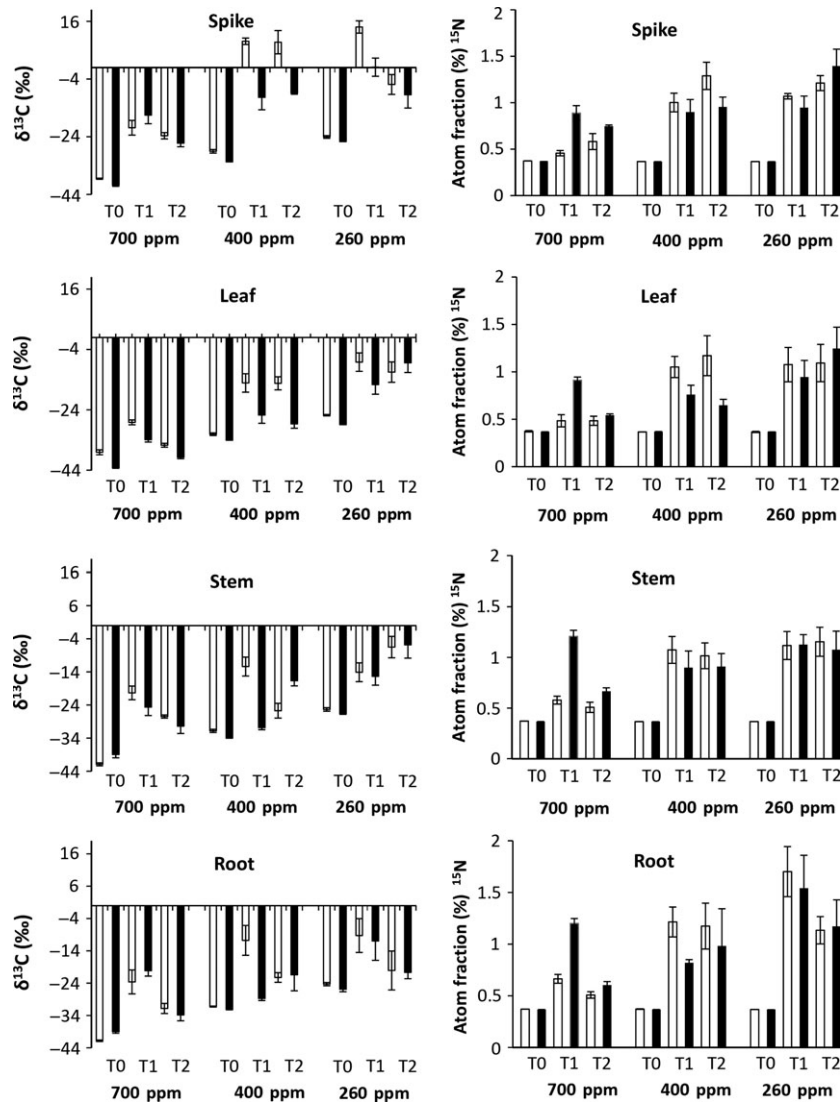 Spike
δ¹³C (‰)
16
−4
−24
−44
T0 T1 T2 T0 T1 T2 T0 T1 T2
700 ppm 400 ppm 260 ppm
Spike
Atom fraction (%) ¹⁵N
2
1.5
1
0.5
0
T0 T1 T2 T0 T1 T2 T0 T1 T2
700 ppm 400 ppm 260 ppm
Leaf
δ¹³C (‰)
16
−4
−24
−44
T0 T1 T2 T0 T1 T2 T0 T1 T2
700 ppm 400 ppm 260 ppm
Leaf
Atom fraction (%) ¹⁵N
2
1.5
1
0.5
0
T0 T1 T2 T0 T1 T2 T0 T1 T2
700 ppm 400 ppm 260 ppm
Stem
δ¹³C (‰)
16
6
−4
−14
−24
−34
−44
T0 T1 T2 T0 T1 T2 T0 T1 T2
700 ppm 400 ppm 260 ppm
Stem
Atom fraction (%) ¹⁵N
2
1.5
1
0.5
0
T0 T1 T2 T0 T1 T2 T0 T1 T2
700 ppm 400 ppm 260 ppm
Root
δ¹³C (‰)
16
6
−4
−14
−24
−34
−44
T0 T1 T2 T0 T1 T2 T0 T1 T2
700 ppm 400 ppm 260 ppm
Root
Atom fraction (%) ¹⁵N
2
1.5
1
0.5
0
T0 T1 T2 T0 T1 T2 T0 T1 T2
700 ppm 400 ppm 260 ppm